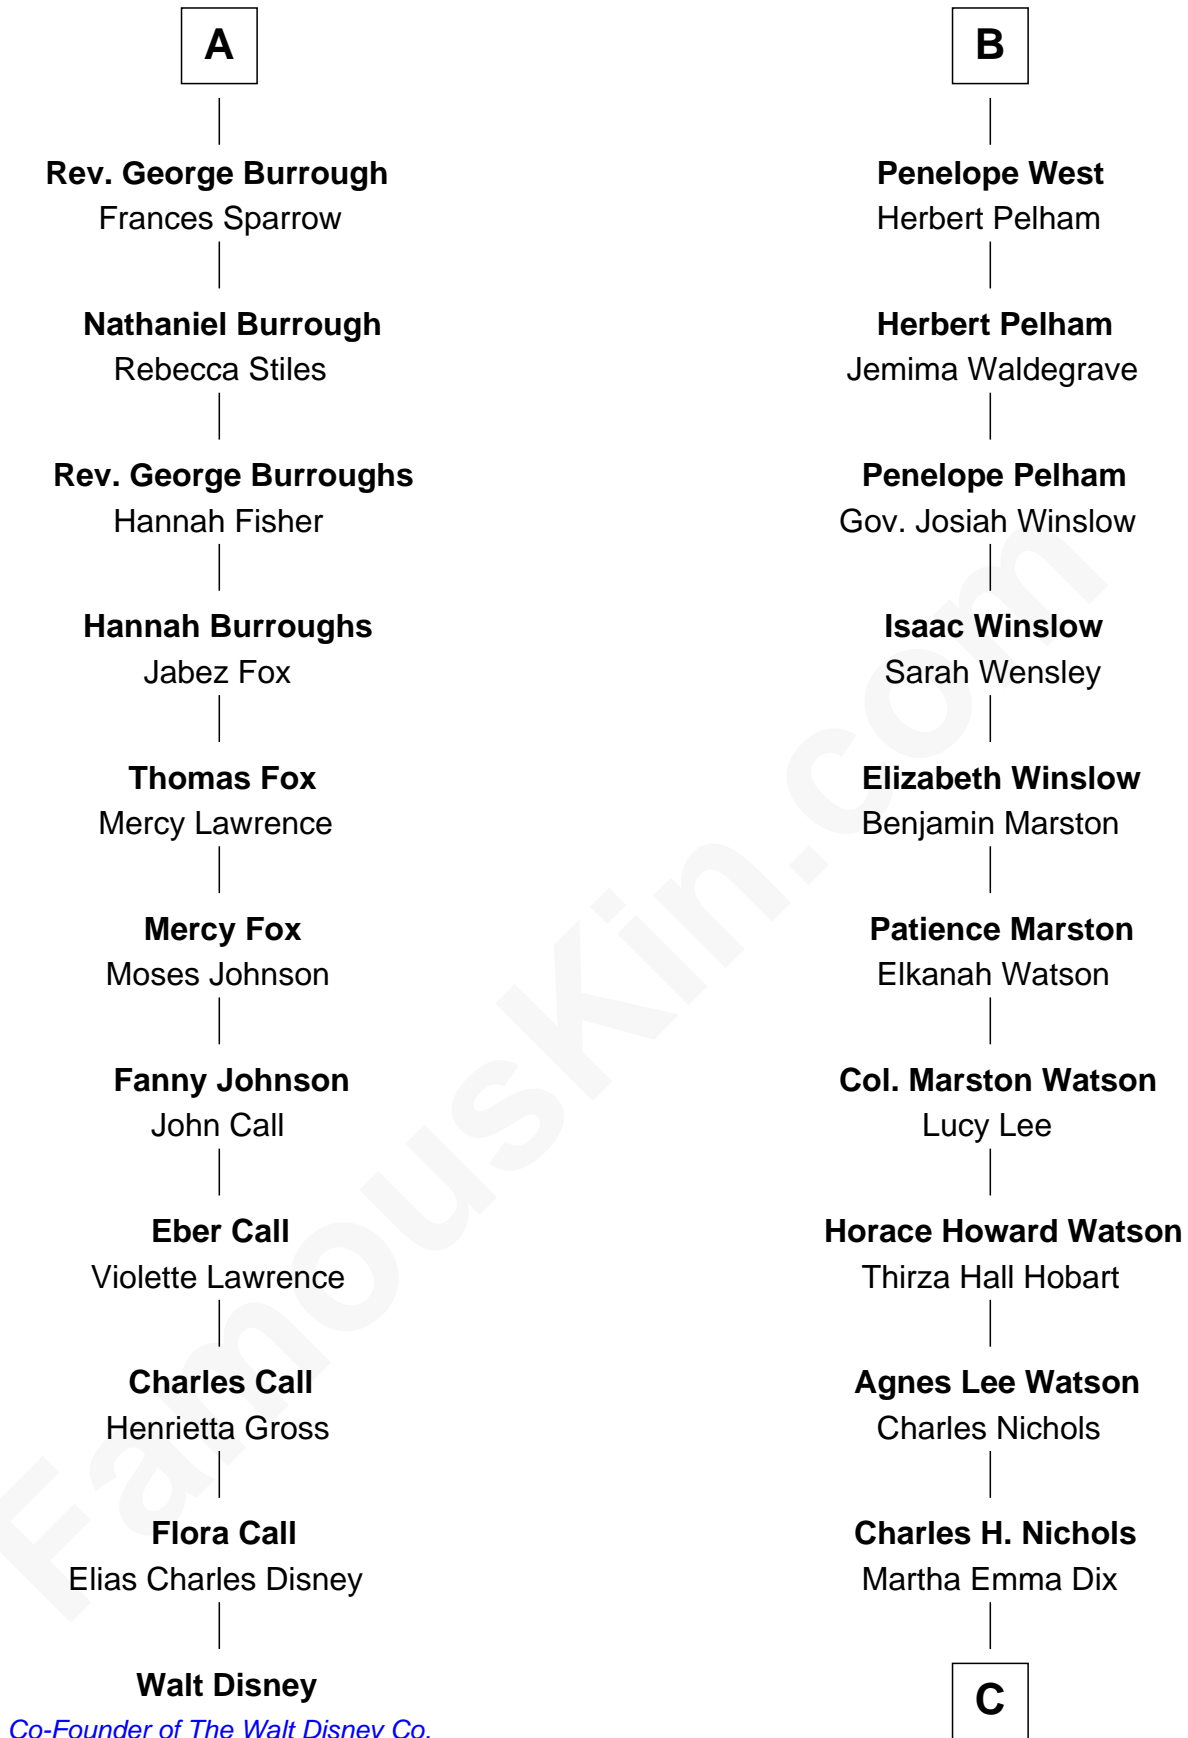 A
Rev. George Burrough
Frances Sparrow
Nathaniel Burrough
Rebecca Stiles
Rev. George Burroughs
Hannah Fisher
Hannah Burroughs
Jabez Fox
Thomas Fox
Mercy Lawrence
Mercy Fox
Moses Johnson
Fanny Johnson
John Call
Eber Call
Violette Lawrence
Charles Call
Henrietta Gross
Flora Call
Elias Charles Disney
Walt Disney
Co-Founder of The Walt Disney Co.
B
Penelope West
Herbert Pelham
Herbert Pelham
Jemima Waldegrave
Penelope Pelham
Gov. Josiah Winslow
Isaac Winslow
Sarah Wensley
Elizabeth Winslow
Benjamin Marston
Patience Marston
Elkanah Watson
Col. Marston Watson
Lucy Lee
Horace Howard Watson
Thirza Hall Hobart
Agnes Lee Watson
Charles Nichols
Charles H. Nichols
Martha Emma Dix
C
FamousKin.com